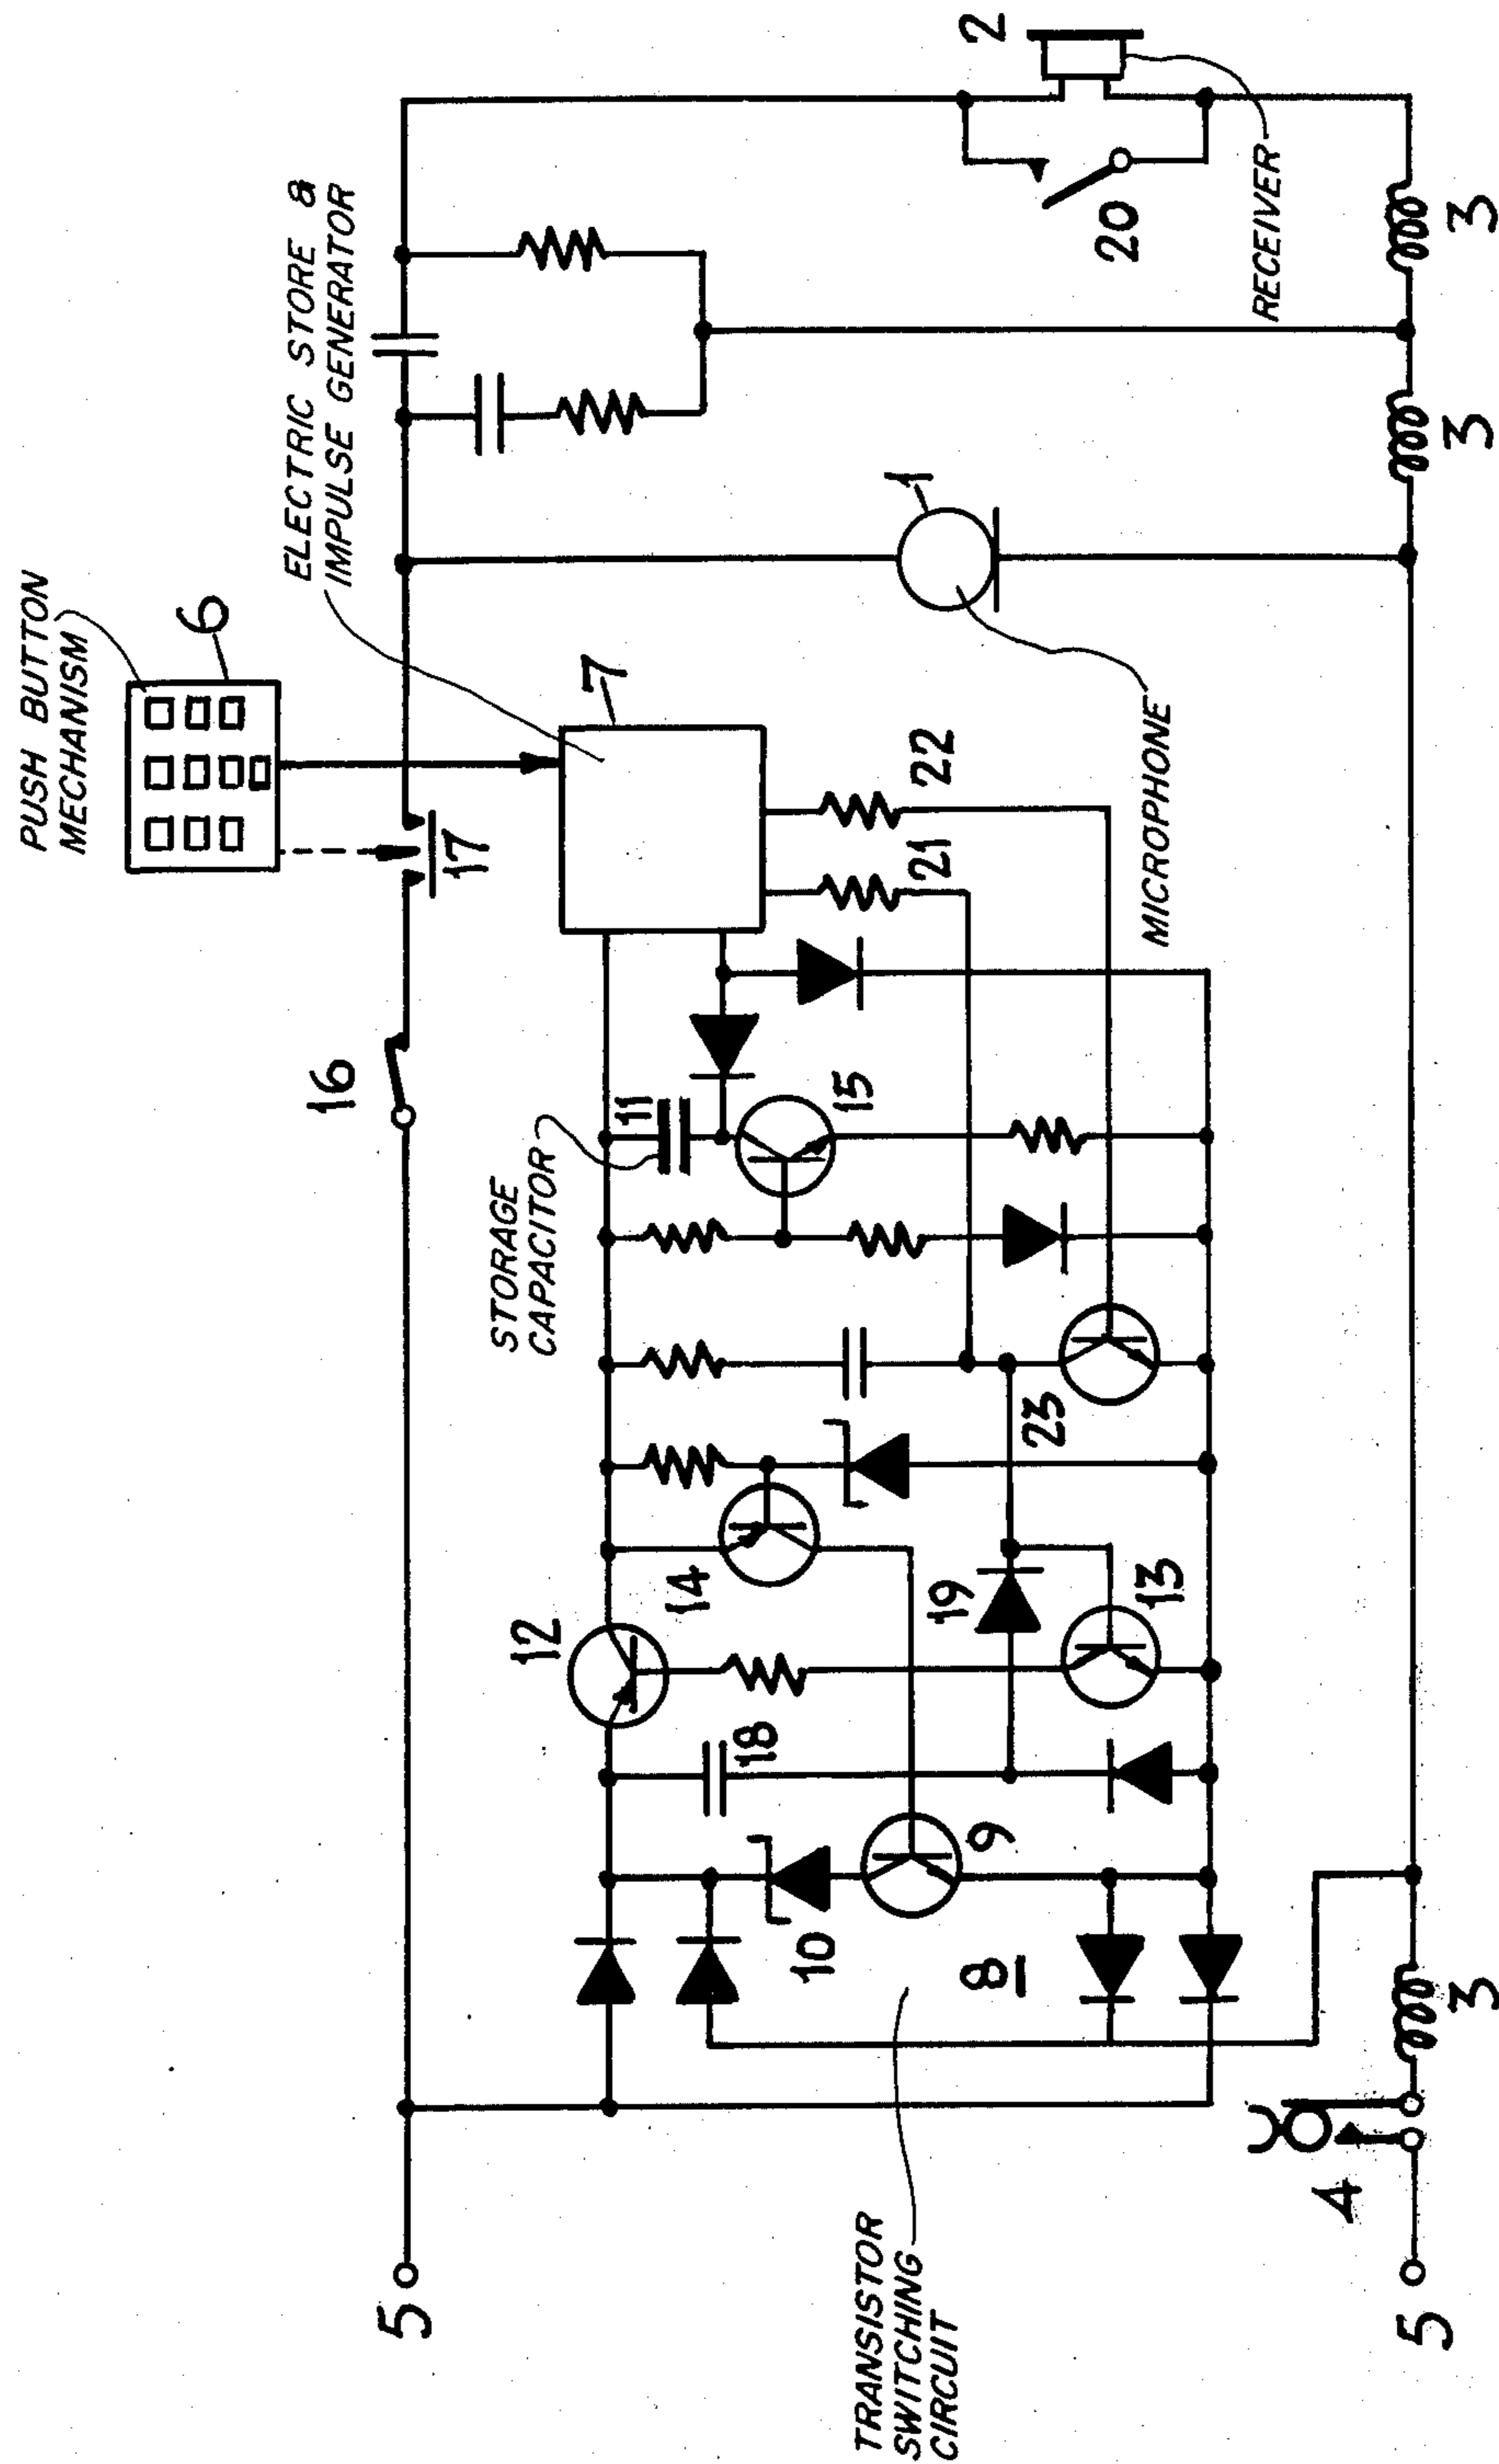 PUSH BUTTON
MECHANISM
6
ELECTRIC STORE &
IMPULSE GENERATOR
7
16
17
5
12
STORAGE
CAPACITOR
11
14
18
10
9
8
19
13
23
15
21
22
TRANSISTOR
SWITCHING
CIRCUIT
MICROPHONE
1
2
20
RECEIVER
4
5
3
3
3